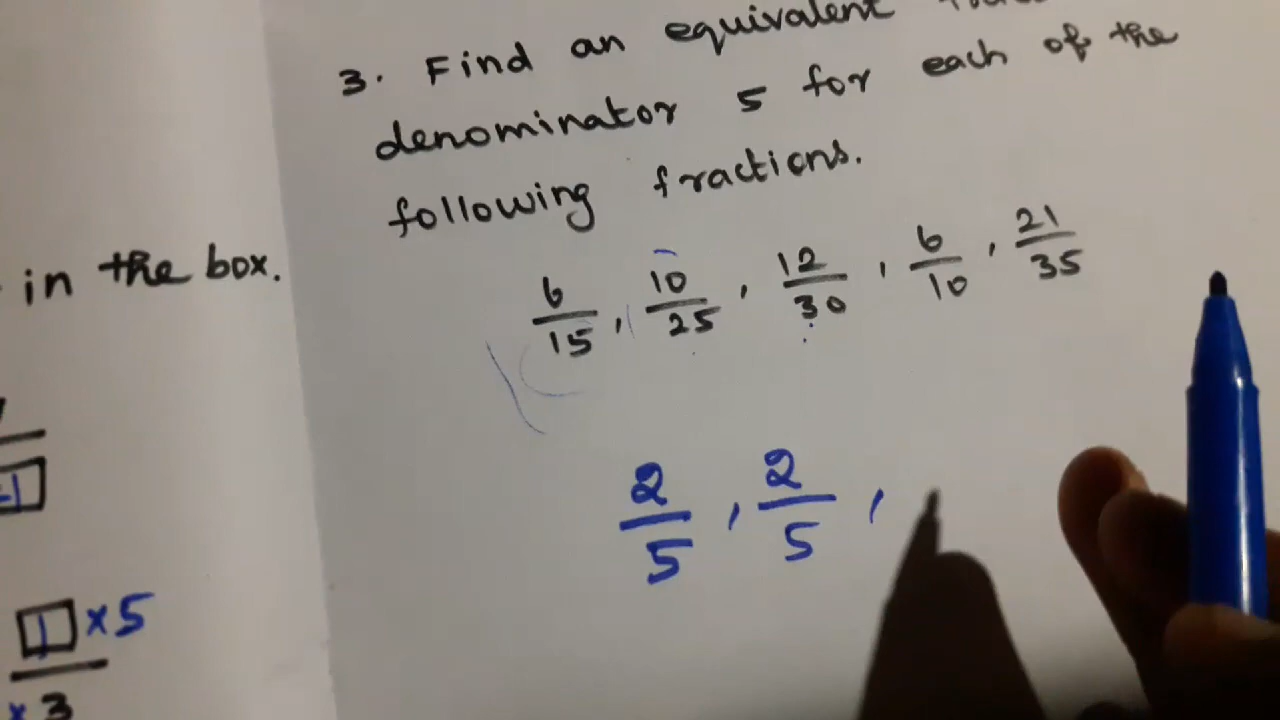 3. Find an equivalent
denominator 5 for each of the
following fractions.
6/15, 10/25, 12/30, 6/10, 21/35
2/5, 2/5,
in the box.
1 × 5
× 3